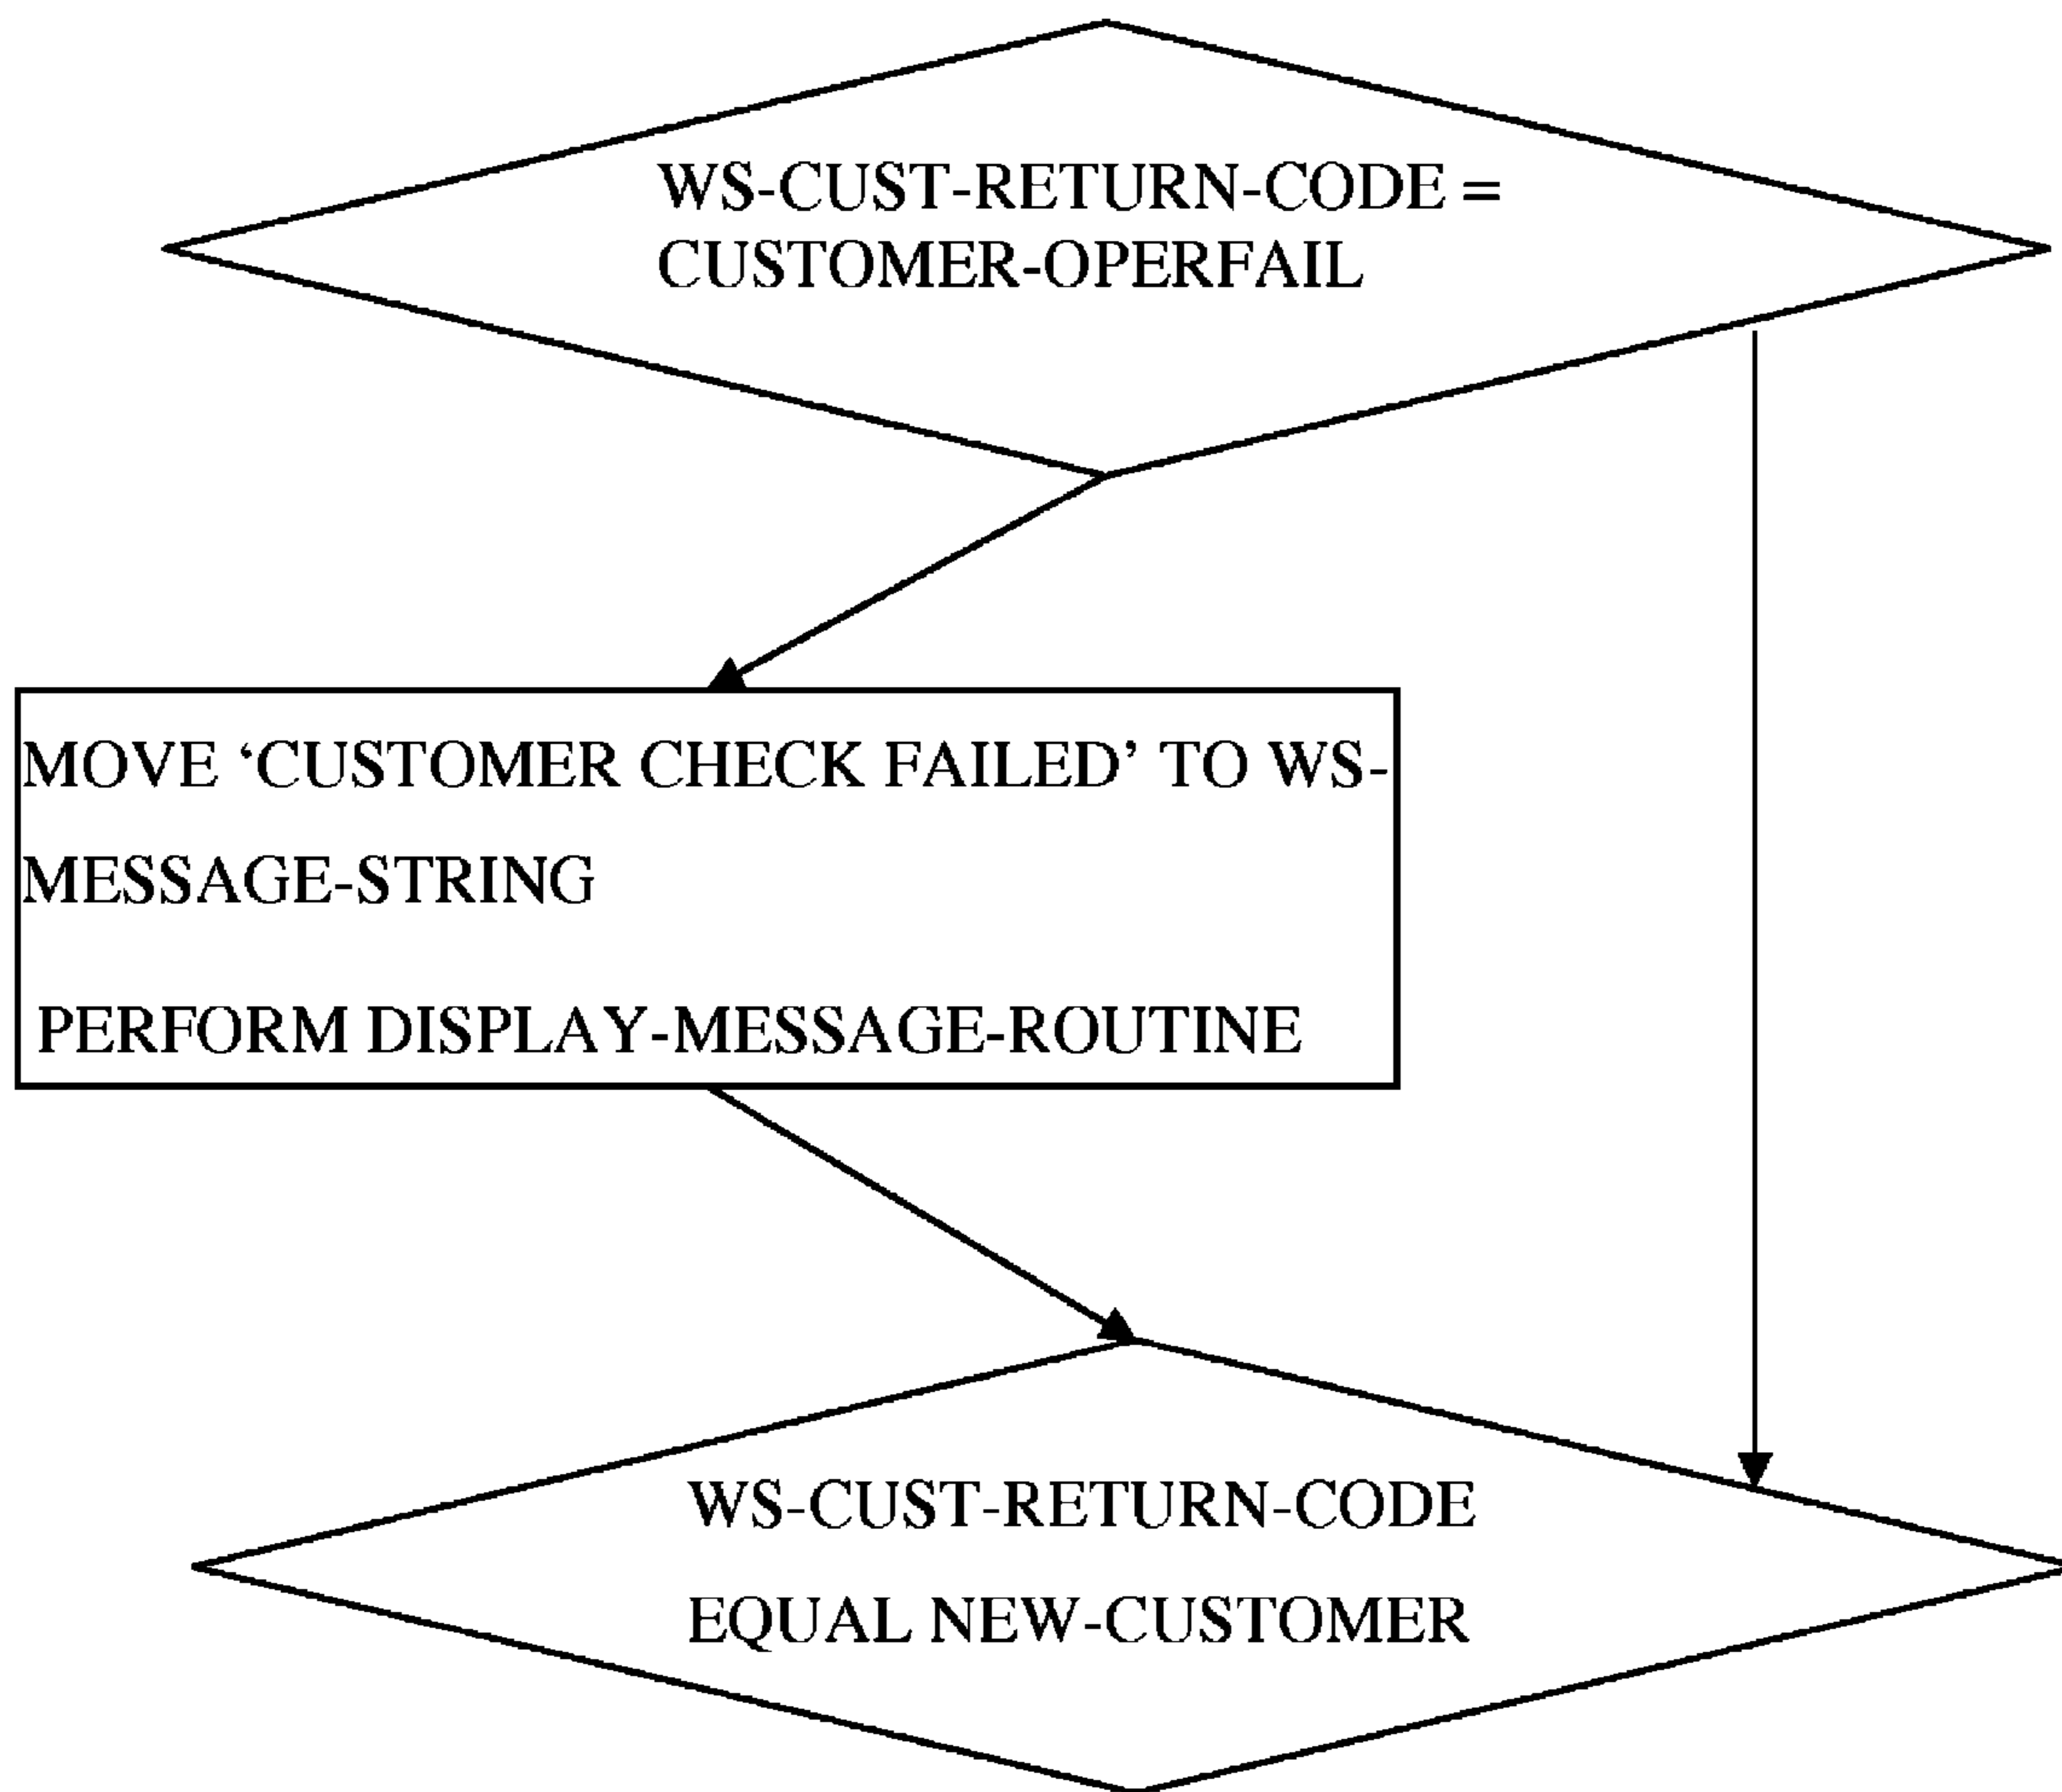 WS-CUST-RETURN-CODE =
CUSTOMER-OPERFAIL
MOVE ‘CUSTOMER CHECK FAILED’ TO WS-
MESSAGE-STRING
PERFORM DISPLAY-MESSAGE-ROUTINE
WS-CUST-RETURN-CODE
EQUAL NEW-CUSTOMER